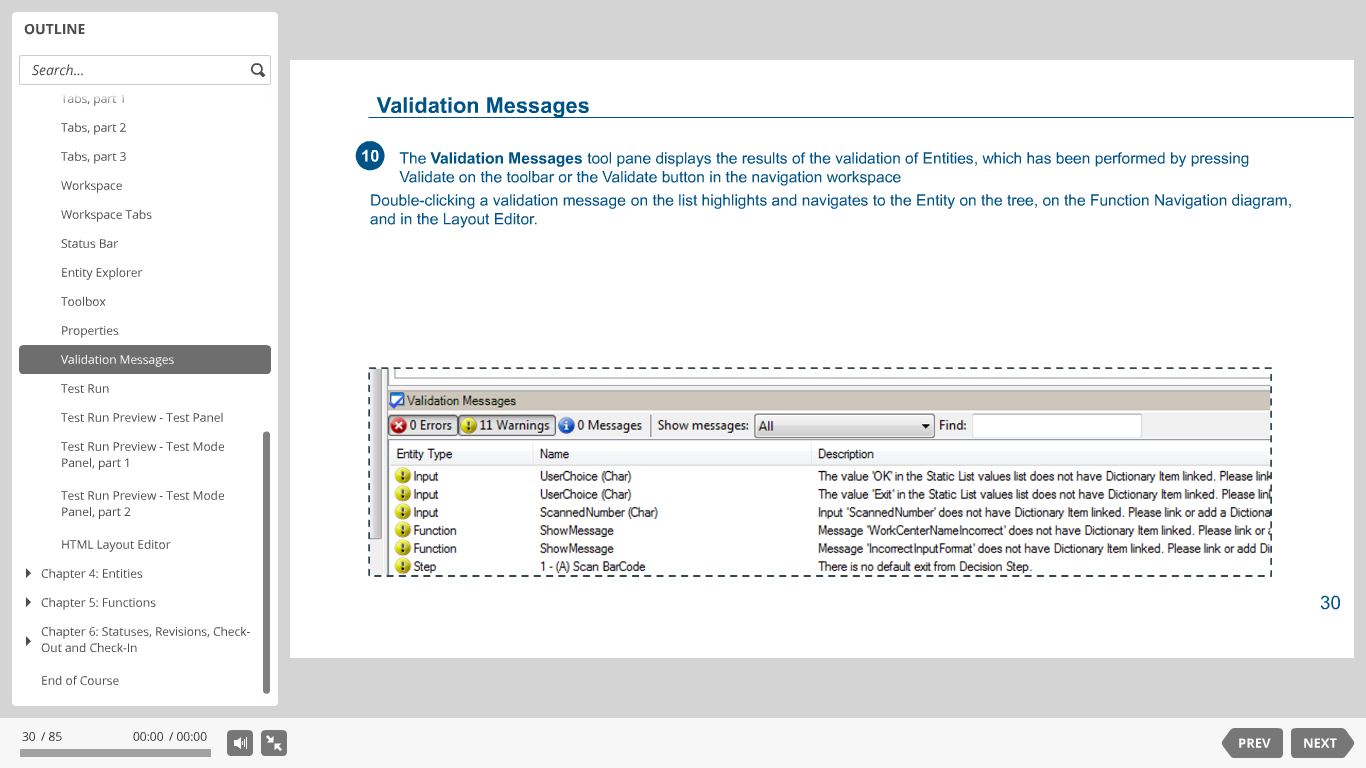 OUTLINE
Search...
Tabs, part 1
Tabs, part 2
Tabs, part 3
Workspace
Workspace Tabs
Status Bar
Entity Explorer
Toolbox
Properties
Validation Messages
Test Run
Test Run Preview - Test Panel
Test Run Preview - Test Mode
Panel, part 1
Test Run Preview - Test Mode
Panel, part 2
HTML Layout Editor
Chapter 4: Entities
Chapter 5: Functions
Chapter 6: Statuses, Revisions, Check-
Out and Check-In
End of Course
Validation Messages
10 The Validation Messages tool pane displays the results of the validation of Entities, which has been performed by pressing
Validate on the toolbar or the Validate button in the navigation workspace
Double-clicking a validation message on the list highlights and navigates to the Entity on the tree, on the Function Navigation diagram,
and in the Layout Editor.
Validation Messages
0 Errors 11 Warnings 0 Messages Show messages: All Find:
Entity Type Name Description
Input UserChoice (Char) The value 'OK' in the Static List values list does not have Dictionary Item linked. Please link
Input UserChoice (Char) The value 'Exit' in the Static List values list does not have Dictionary Item linked. Please link
Input ScannedNumber (Char) Input 'ScannedNumber' does not have Dictionary Item linked. Please link or add a Dictiona
Function ShowMessage Message 'WorkCenterNameIncorrect' does not have Dictionary Item linked. Please link or
Function ShowMessage Message 'IncorrectInputFormat' does not have Dictionary Item linked. Please link or add Di
Step 1 - (A) Scan BarCode There is no default exit from Decision Step.
30
30 / 85 00:00 / 00:00
PREV NEXT